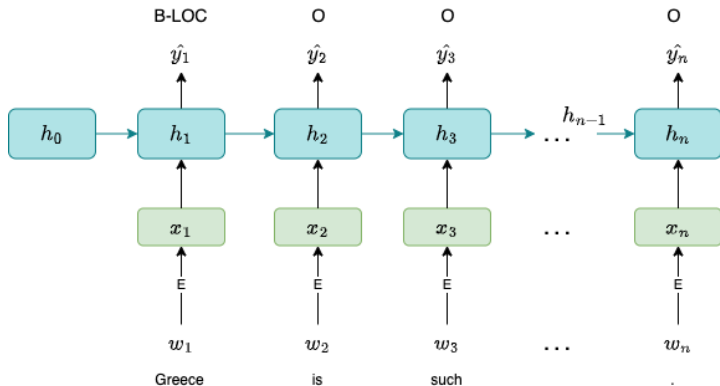 B-LOC O O O
ŷ₁ ŷ₂ ŷ₃ ŷₙ
h₀ h₁ h₂ h₃ ... hₙ₋₁ hₙ
x₁ x₂ x₃ ... xₙ
E E E E
w₁ w₂ w₃ ... wₙ
Greece is such .